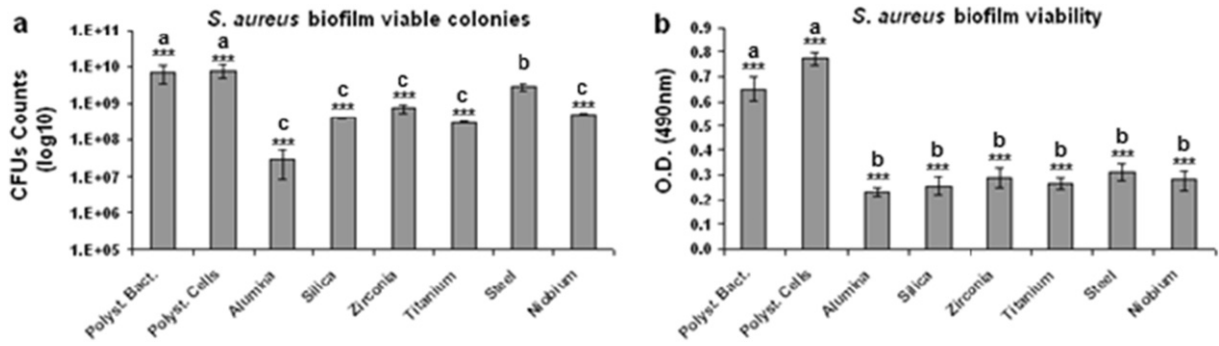 a
S. aureus biofilm viable colonies
CFUs Counts
(log10)
1.E+11
1.E+10
1.E+09
1.E+08
1.E+07
1.E+06
1.E+05
a
***
a
***
c
***
c
***
c
***
c
***
b
c
***
Polyst. Bact.
Polyst. Cells
Alumina
Silica
Zirconia
Titanium
Steel
Niobium
b
S. aureus biofilm viability
O.D. (490nm)
0.9
0.8
0.7
0.6
0.5
0.4
0.3
0.2
0.1
0.0
a
***
a
***
b
***
b
***
b
***
b
***
b
***
b
***
Polyst. Bact.
Polyst. Cells
Alumina
Silica
Zirconia
Titanium
Steel
Niobium